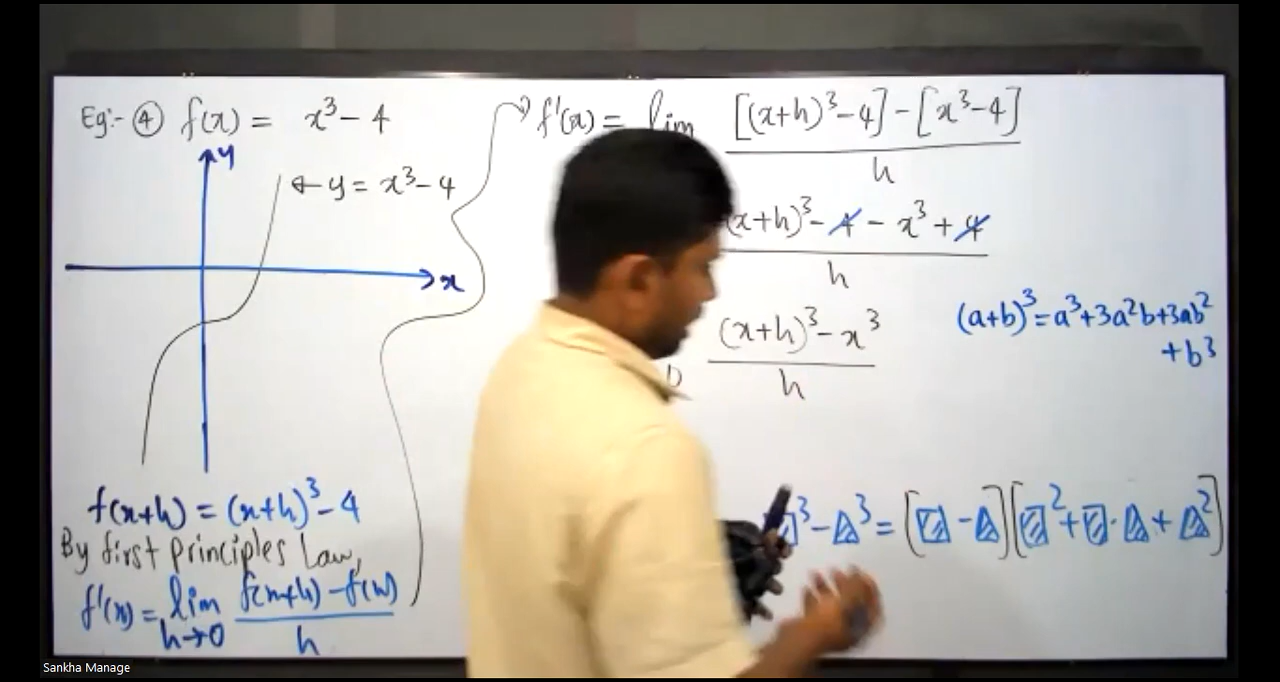 Eg:- ④ f(x) = x³ - 4
y
← y = x³ - 4
x
f(x+h) = (x+h)³ - 4
By first principles Law,
f'(x) = lim f(x+h) - f(x)
h→0 h
f'(x) = lim [(x+h)³-4] - [x³-4]
h
(x+h)³ - 4 - x³ + 4
h
(x+h)³ - x³
h
(a+b)³ = a³+3a²b+3ab²
+b³
□³ - △³ = [□ - △][□² + □·△ + △²]
Sankha Manage